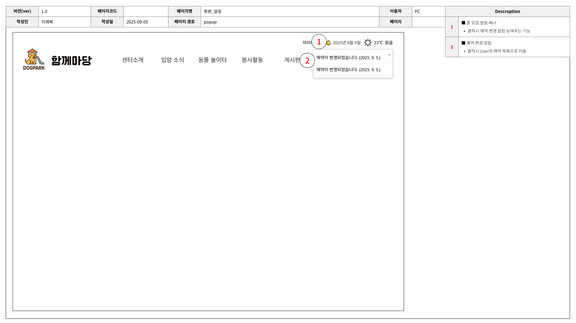 버전(ver) 1.0 페이지코드 페이지명 회원_알림 이용자 PC Descroption
작성인 이재복 작성일 2025-09-05 페이지 종류 popup 페이지
1 ■ 홈 모양 알림 배너
• 클릭시 예약 변경 알림 보여주는 기능
2 ■ 예약 변경 알림
• 클릭시 User의 예약 목록으로 이동
마이 1 2025년 9월 8일 33℃ 맑음
DOGPARK 함께마당 센터소개 입양 소식 동물 놀이터 봉사활동 게시판
2 예약이 변경되었습니다. (2025. 9. 5.)
예약이 변경되었습니다. (2025. 9. 5.)